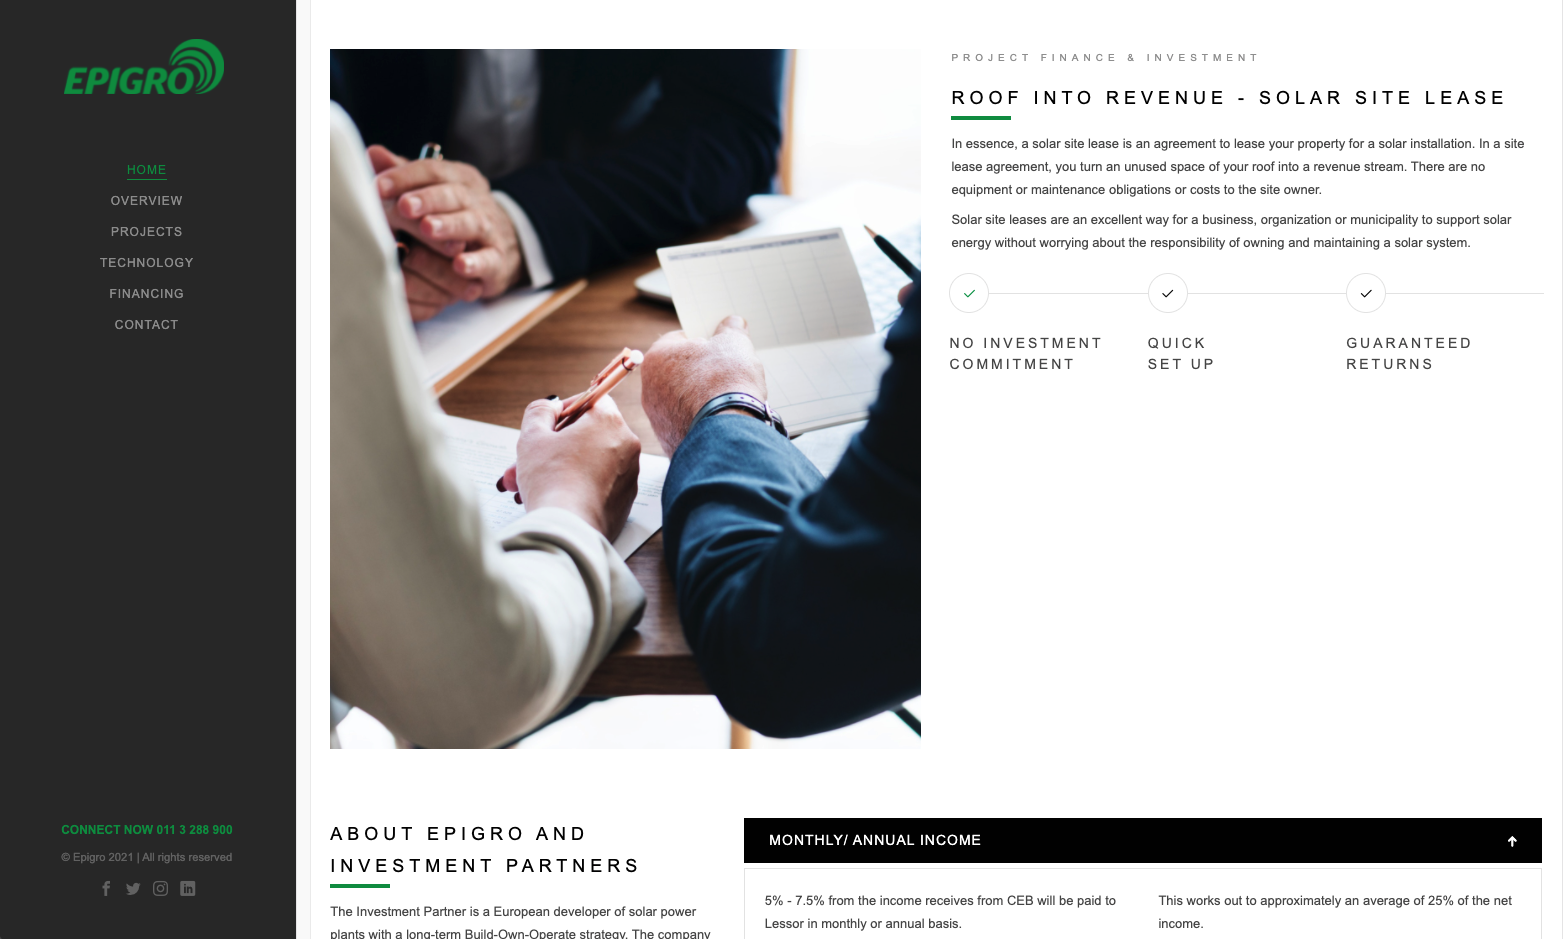 EPIGRO
HOME
OVERVIEW
PROJECTS
TECHNOLOGY
FINANCING
CONTACT
CONNECT NOW 011 3 288 900
© Epigro 2021 | All rights reserved
PROJECT FINANCE & INVESTMENT
ROOF INTO REVENUE - SOLAR SITE LEASE
In essence, a solar site lease is an agreement to lease your property for a solar installation. In a site
lease agreement, you turn an unused space of your roof into a revenue stream. There are no
equipment or maintenance obligations or costs to the site owner.
Solar site leases are an excellent way for a business, organization or municipality to support solar
energy without worrying about the responsibility of owning and maintaining a solar system.
NO INVESTMENT
COMMITMENT
QUICK
SET UP
GUARANTEED
RETURNS
ABOUT EPIGRO AND
INVESTMENT PARTNERS
The Investment Partner is a European developer of solar power
plants with a long-term Build-Own-Operate strategy. The company
MONTHLY/ ANNUAL INCOME
5% - 7.5% from the income receives from CEB will be paid to
Lessor in monthly or annual basis.
This works out to approximately an average of 25% of the net
income.